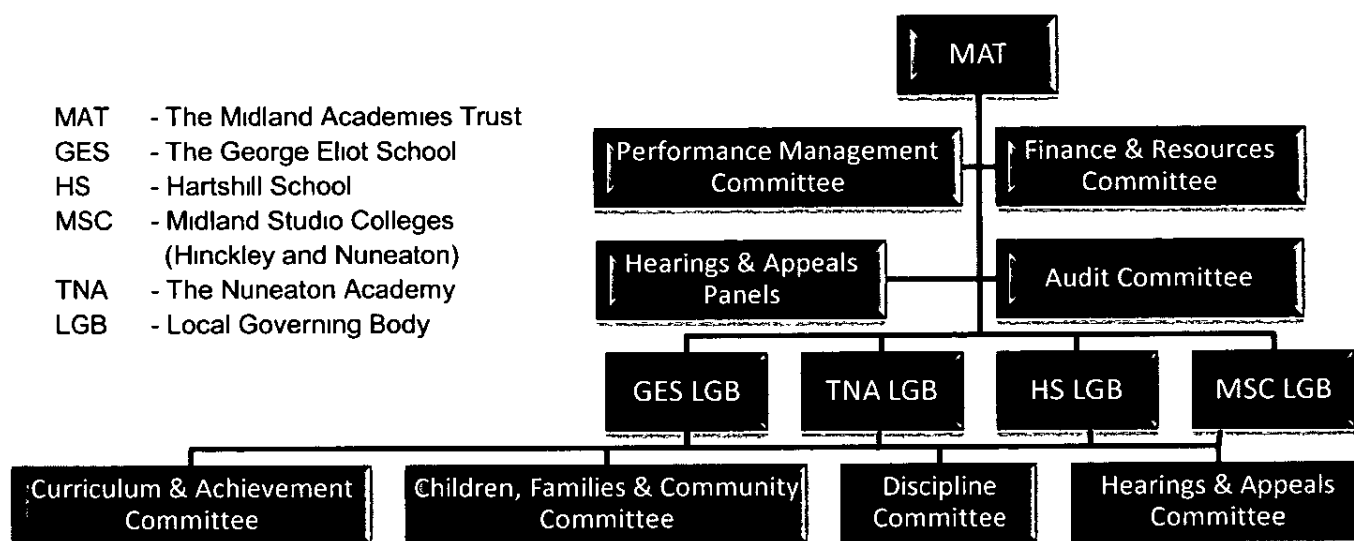 MAT
MAT - The Midland Academies Trust
GES - The George Eliot School
HS - Hartshill School
MSC - Midland Studio Colleges
(Hinckley and Nuneaton)
TNA - The Nuneaton Academy
LGB - Local Governing Body
Performance Management
Committee
Finance & Resources
Committee
Hearings & Appeals
Panels
Audit Committee
GES LGB
TNA LGB
HS LGB
MSC LGB
Curriculum & Achievement
Committee
Children, Families & Community
Committee
Discipline
Committee
Hearings & Appeals
Committee